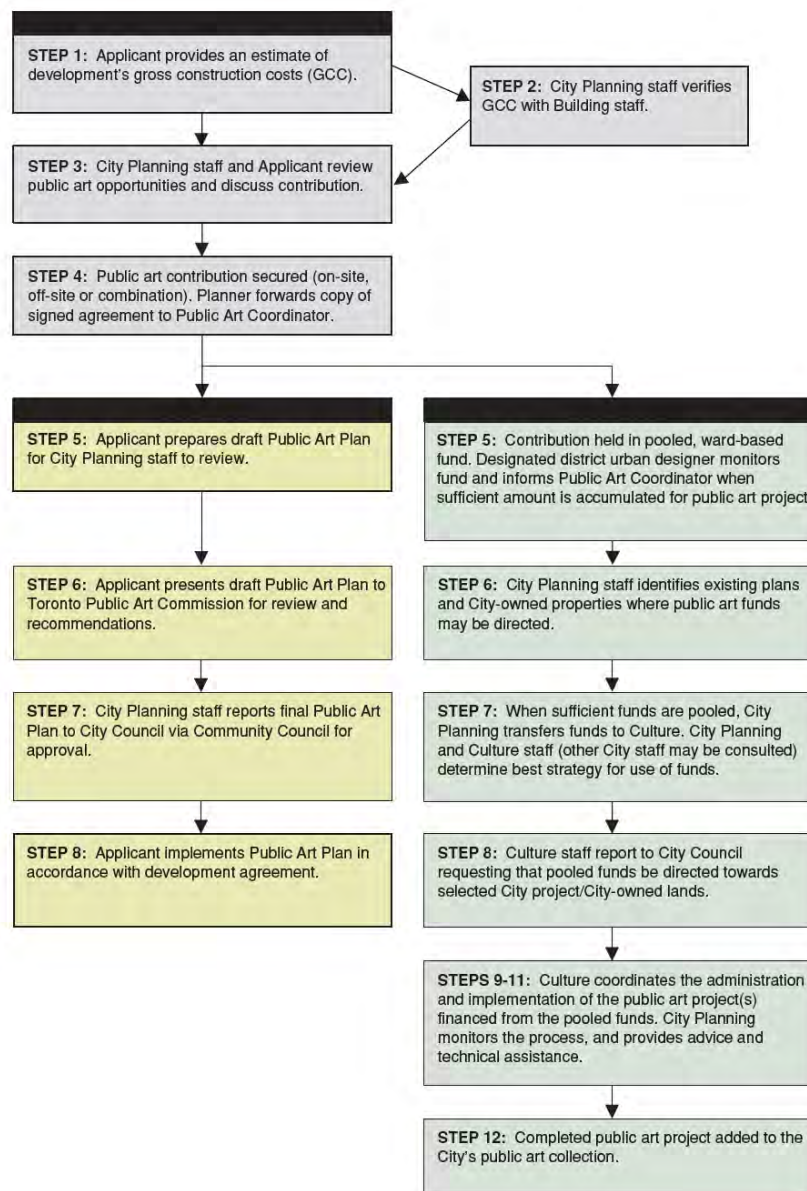 STEP 1: Applicant provides an estimate of
development's gross construction costs (GCC).
STEP 2: City Planning staff verifies
GCC with Building staff.
STEP 3: City Planning staff and Applicant review
public art opportunities and discuss contribution.
STEP 4: Public art contribution secured (on-site,
off-site or combination). Planner forwards copy of
signed agreement to Public Art Coordinator.
STEP 5: Applicant prepares draft Public Art Plan
for City Planning staff to review.
STEP 6: Applicant presents draft Public Art Plan to
Toronto Public Art Commission for review and
recommendations.
STEP 7: City Planning staff reports final Public Art
Plan to City Council via Community Council for
approval.
STEP 8: Applicant implements Public Art Plan in
accordance with development agreement.
STEP 5: Contribution held in pooled, ward-based
fund. Designated district urban designer monitors
fund and informs Public Art Coordinator when
sufficient amount is accumulated for public art project
STEP 6: City Planning staff identifies existing plans
and City-owned properties where public art funds
may be directed.
STEP 7: When sufficient funds are pooled, City
Planning transfers funds to Culture. City Planning
and Culture staff (other City staff may be consulted)
determine best strategy for use of funds.
STEP 8: Culture staff report to City Council
requesting that pooled funds be directed towards
selected City project/City-owned lands.
STEPS 9-11: Culture coordinates the administration
and implementation of the public art project(s)
financed from the pooled funds. City Planning
monitors the process, and provides advice and
technical assistance.
STEP 12: Completed public art project added to the
City's public art collection.